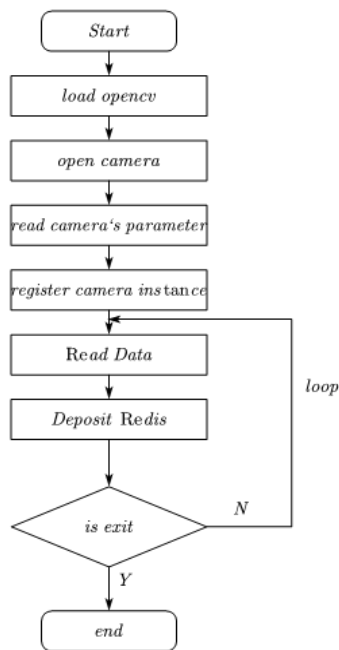 Start
load opencv
open camera
read camera‘s parameter
register camera instance
Read Data
loop
Deposit Redis
is exit
N
Y
end